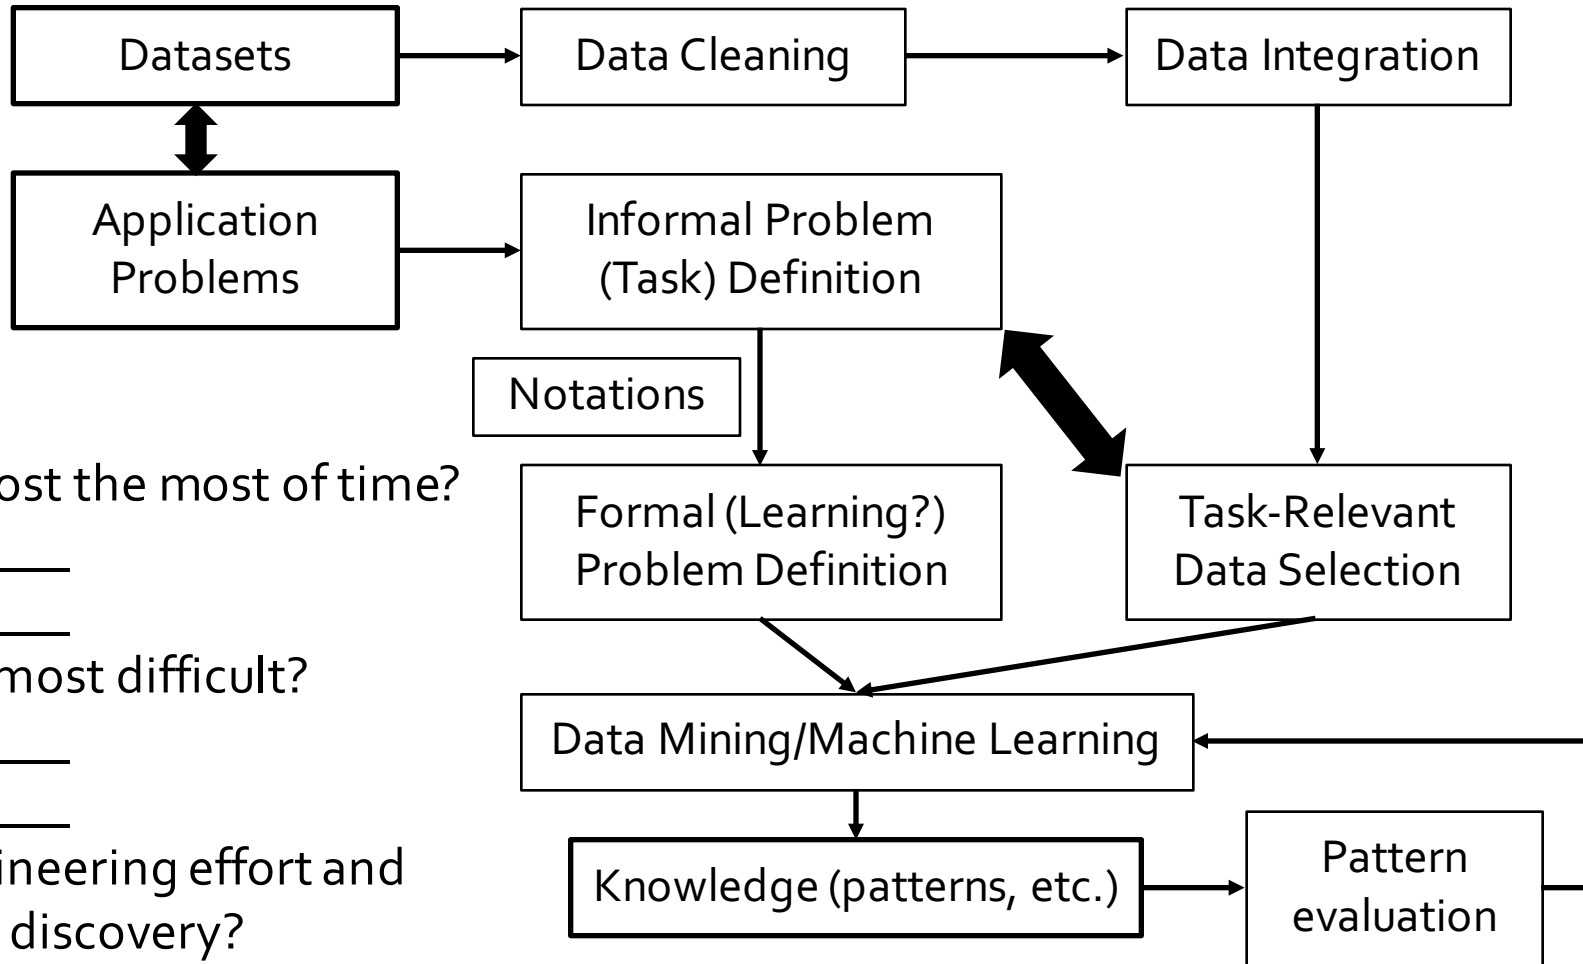 Datasets
Data Cleaning
Data Integration
Application
Problems
Informal Problem
(Task) Definition
Notations
ost the most of time?
Formal (Learning?)
Problem Definition
Task-Relevant
Data Selection
most difficult?
Data Mining/Machine Learning
ineering effort and
discovery?
Knowledge (patterns, etc.)
Pattern
evaluation